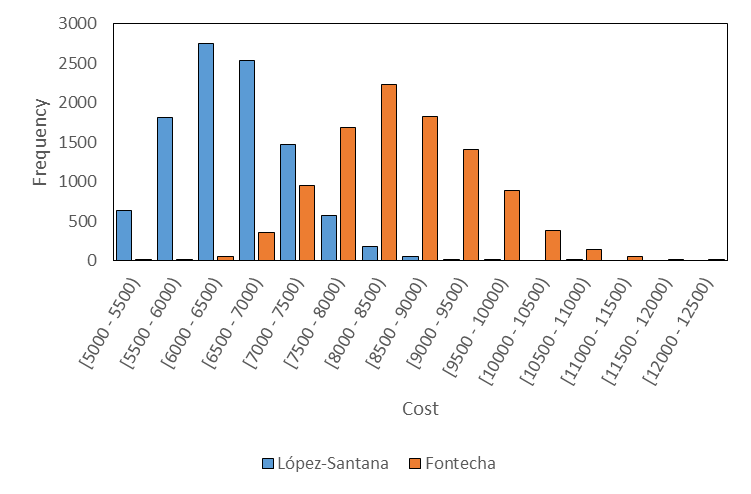 3000
2500
2000
1500
1000
500
0
Frequency
[5000 - 5500)
[5500 - 6000)
[6000 - 6500)
[6500 - 7000)
[7000 - 7500)
[7500 - 8000)
[8000 - 8500)
[8500 - 9000)
[9000 - 9500)
[9500 - 10000)
[10000 - 10500)
[10500 - 11000)
[11000 - 11500)
[11500 - 12000)
[12000 - 12500)
Cost
López-Santana
Fontecha